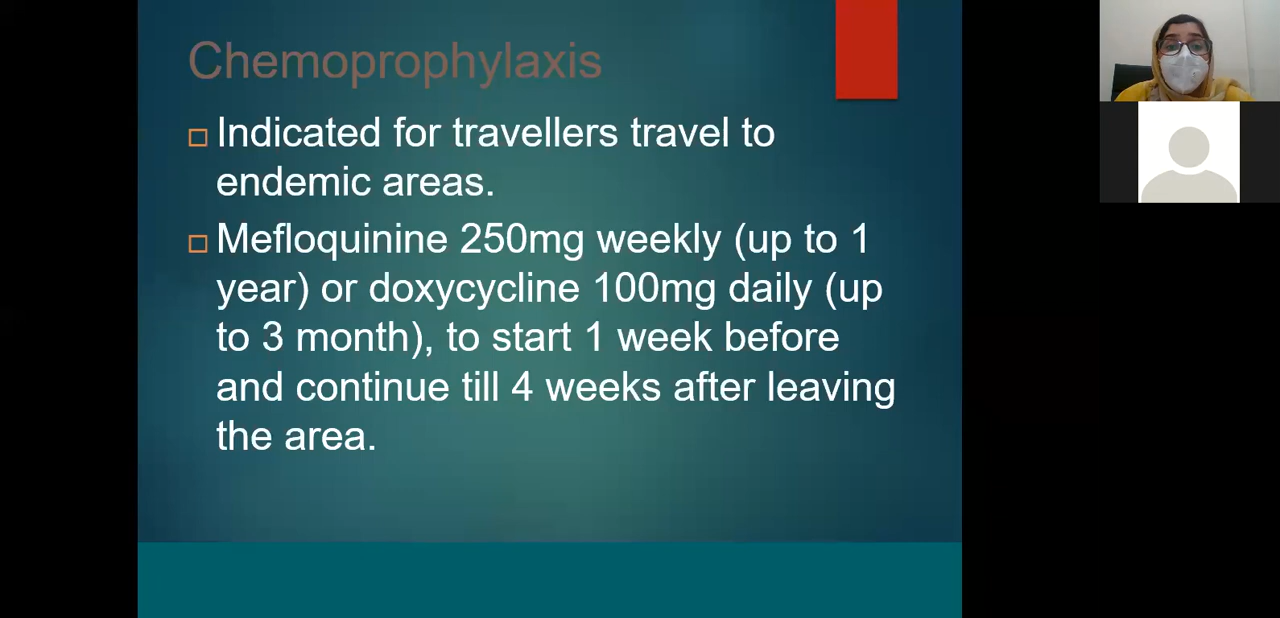 Chemoprophylaxis
Indicated for travellers travel to
endemic areas.
Mefloquinine 250mg weekly (up to 1
year) or doxycycline 100mg daily (up
to 3 month), to start 1 week before
and continue till 4 weeks after leaving
the area.